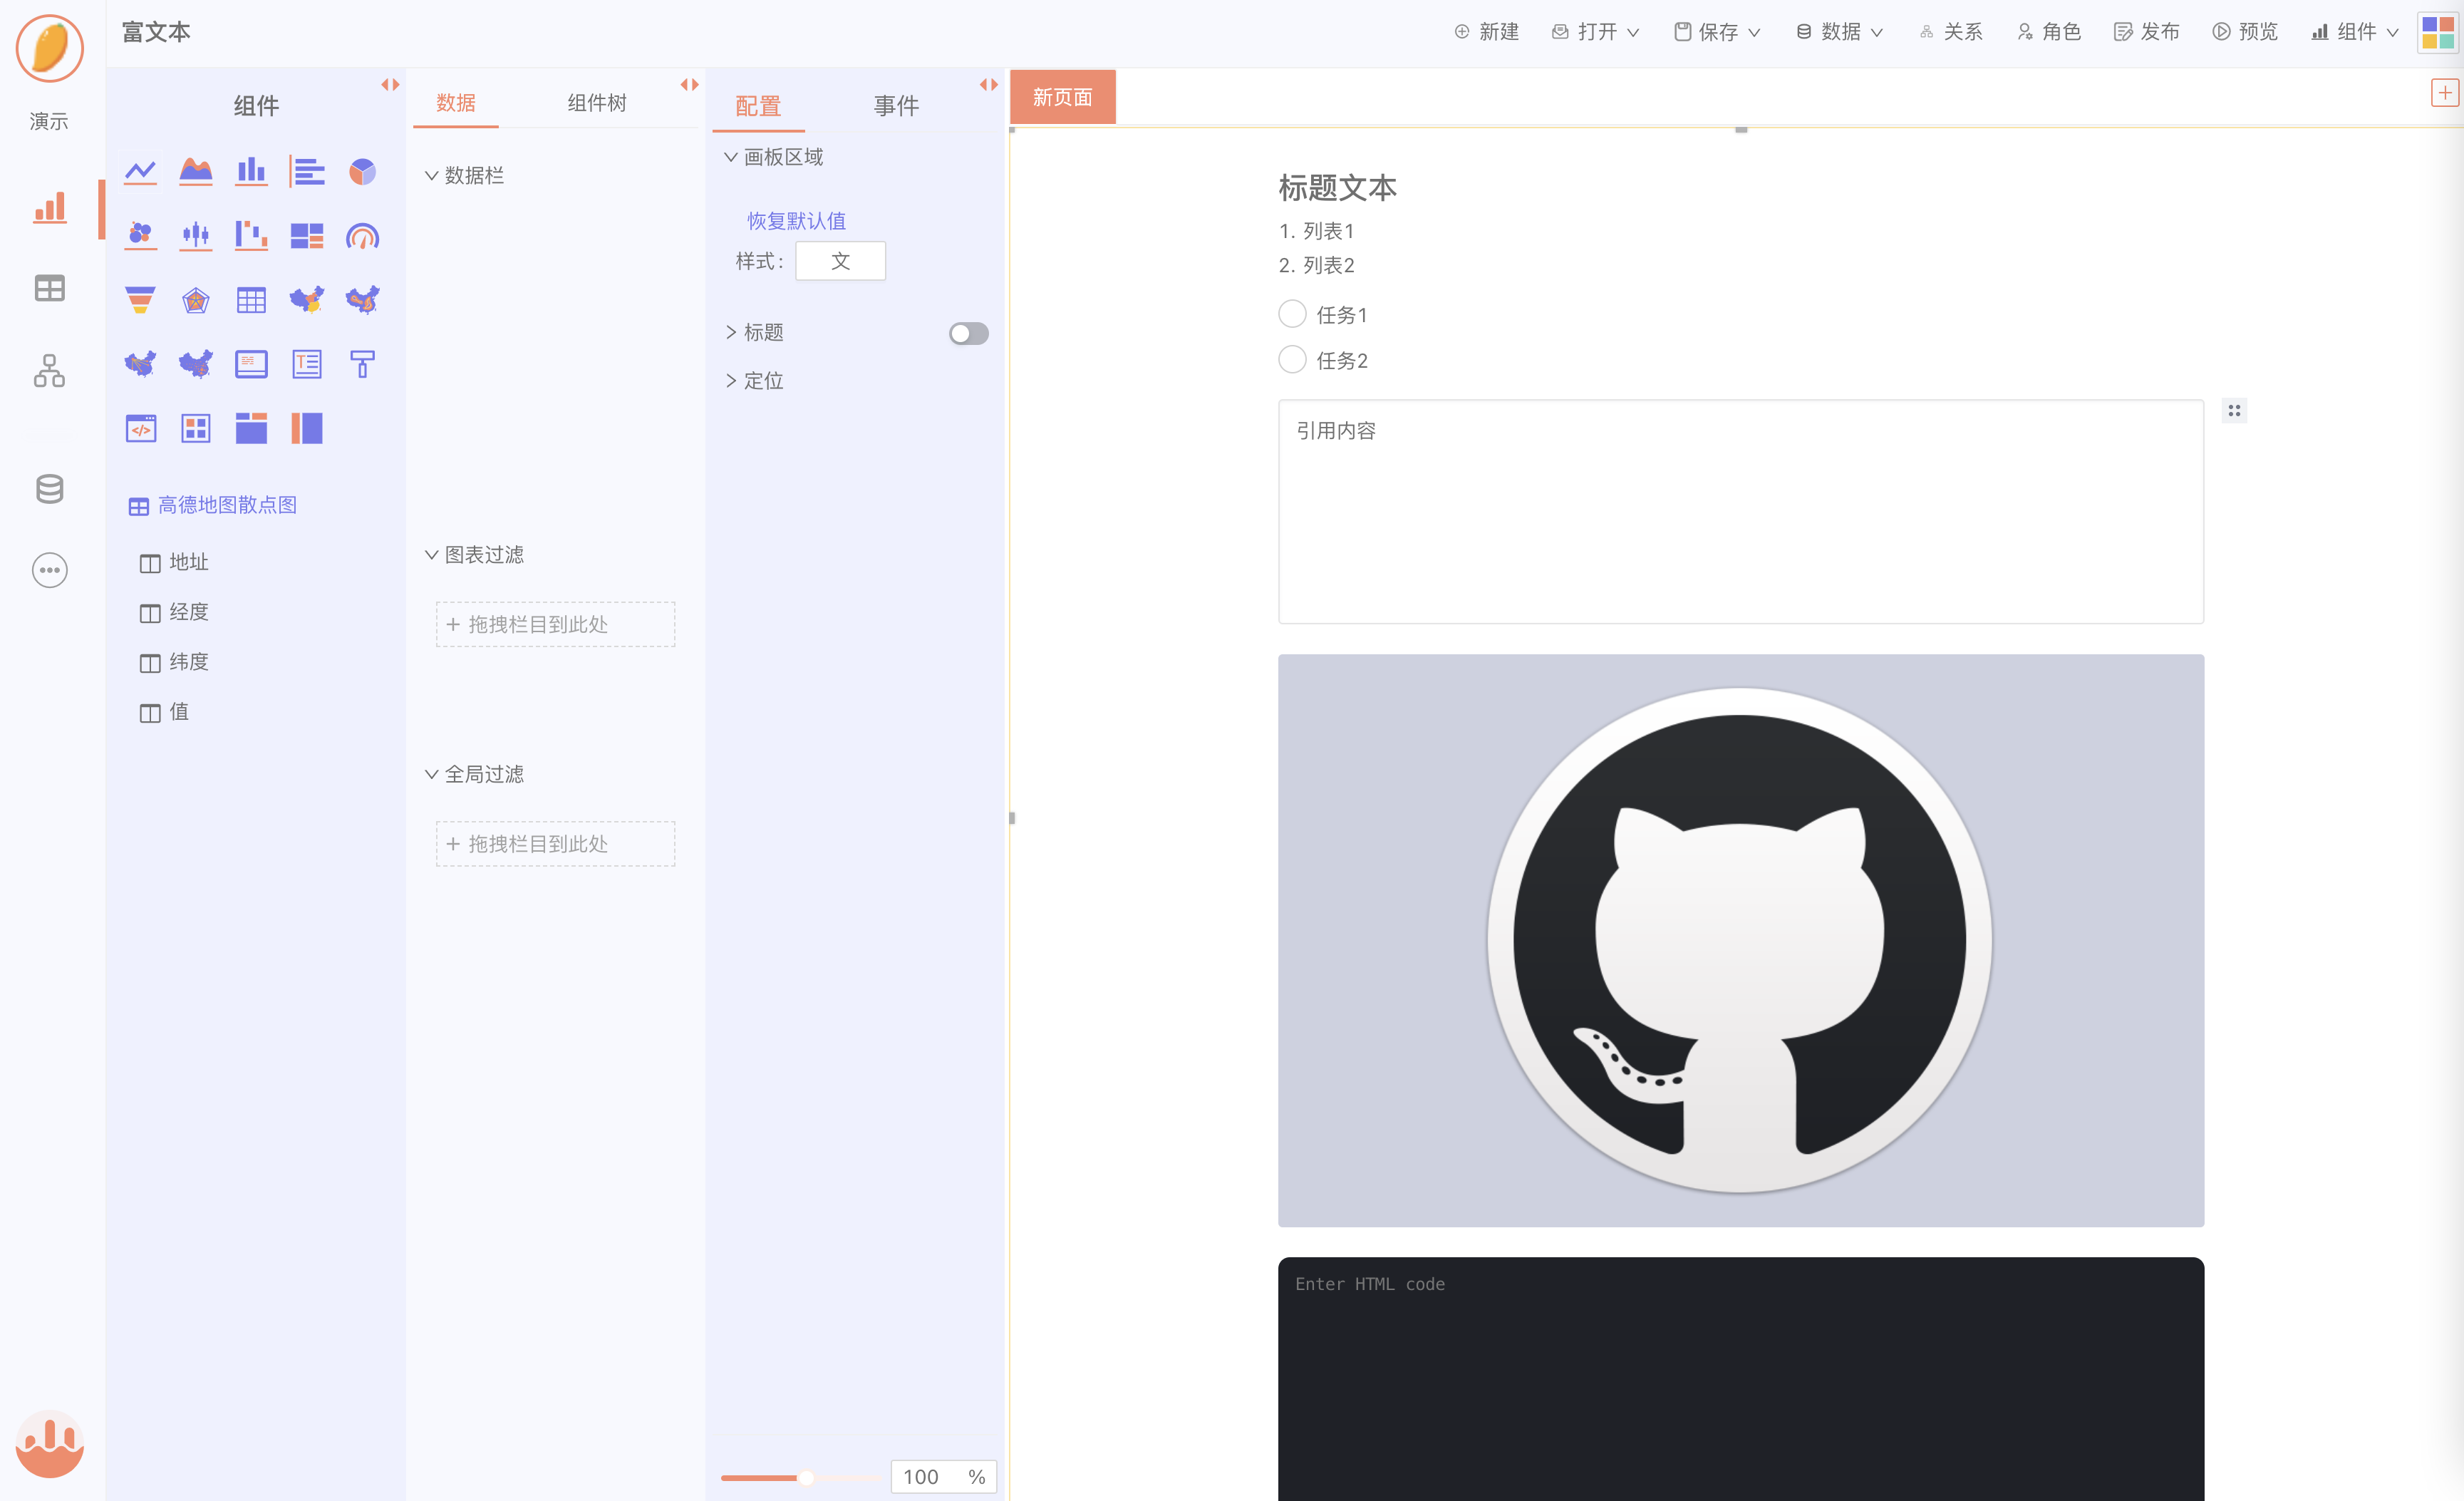 富文本
新建 打开 保存 数据 关系 角色 发布 预览 组件
演示
组件
高德地图散点图
地址
经度
纬度
值
数据 组件树
数据栏
图表过滤
+ 拖拽栏目到此处
全局过滤
+ 拖拽栏目到此处
配置 事件
画板区域
恢复默认值
样式: 文
标题
定位
100 %
新页面
标题文本
1. 列表1
2. 列表2
任务1
任务2
引用内容
Enter HTML code